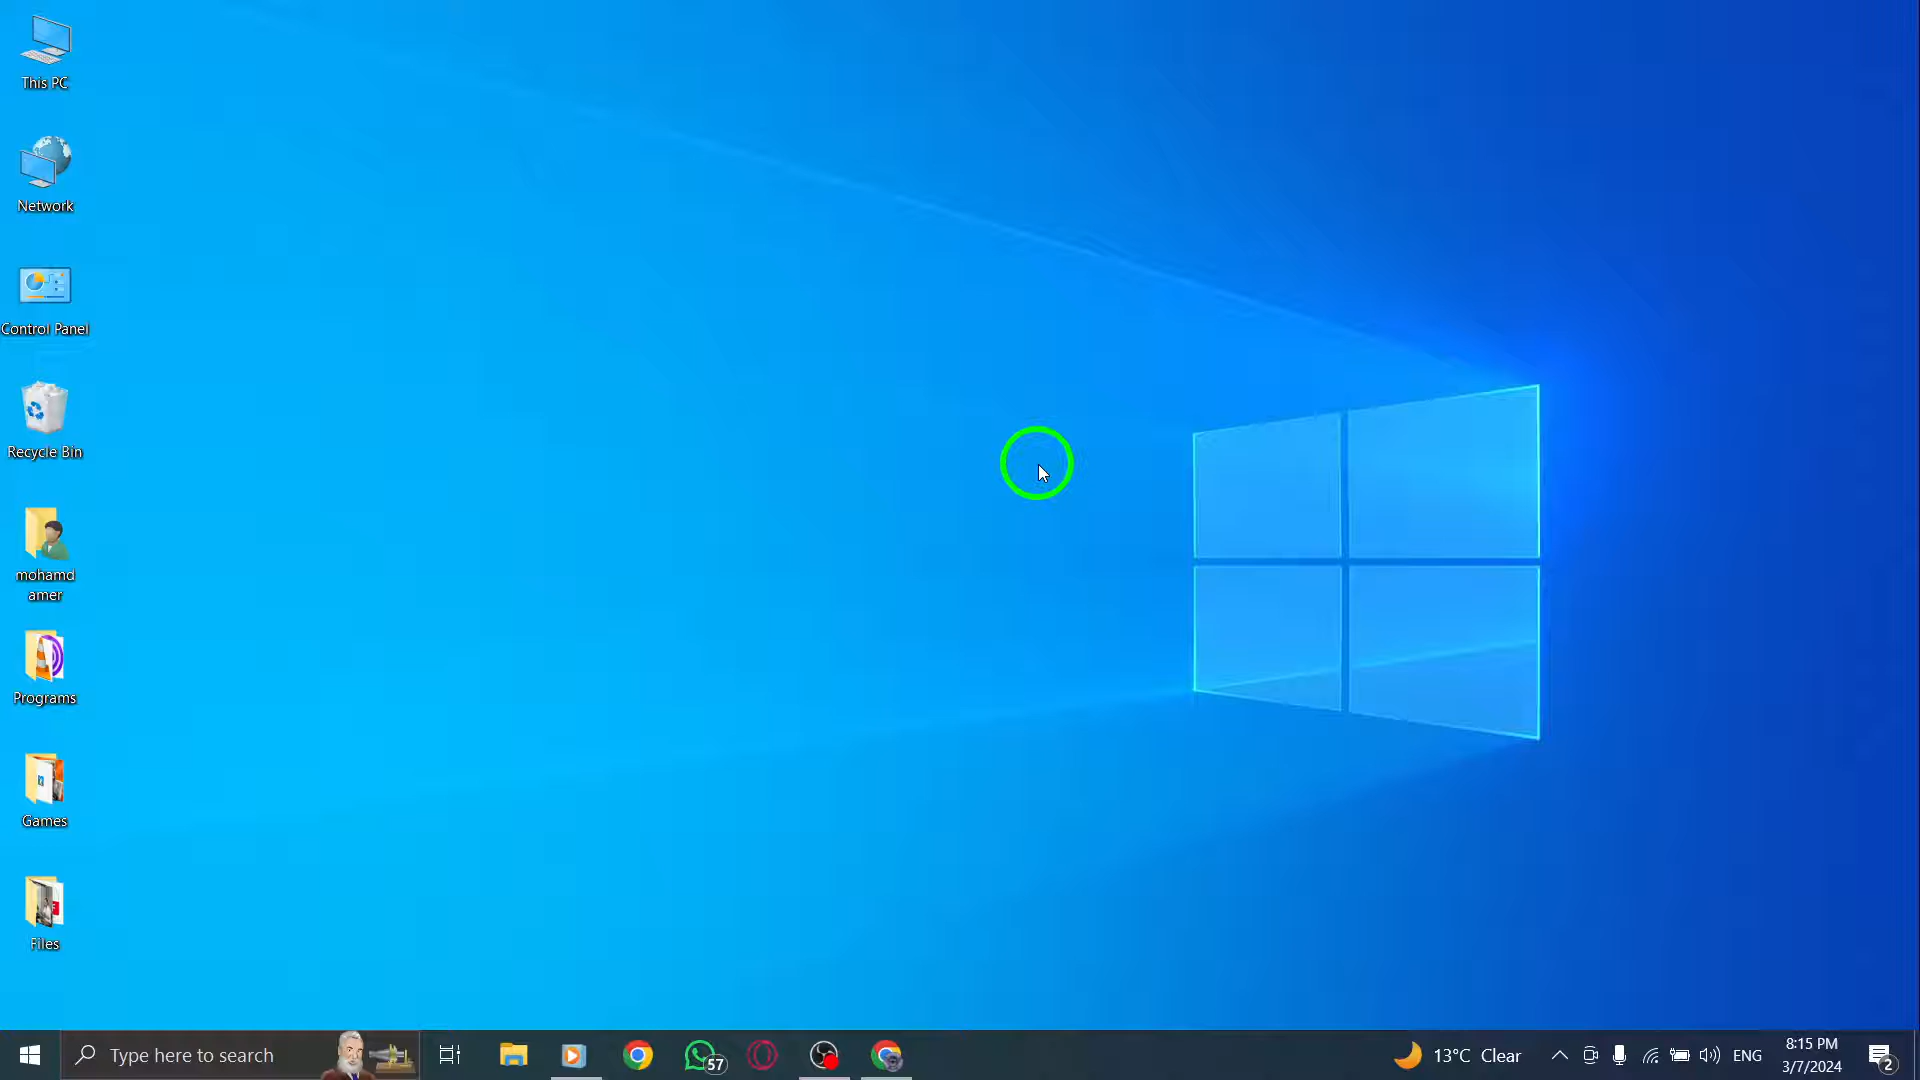 This PC
Network
Control Panel
Recycle Bin
mohamd
amer
Programs
Games
Files
Type here to search
57
13°C Clear
ENG
8:15 PM
3/7/2024
2